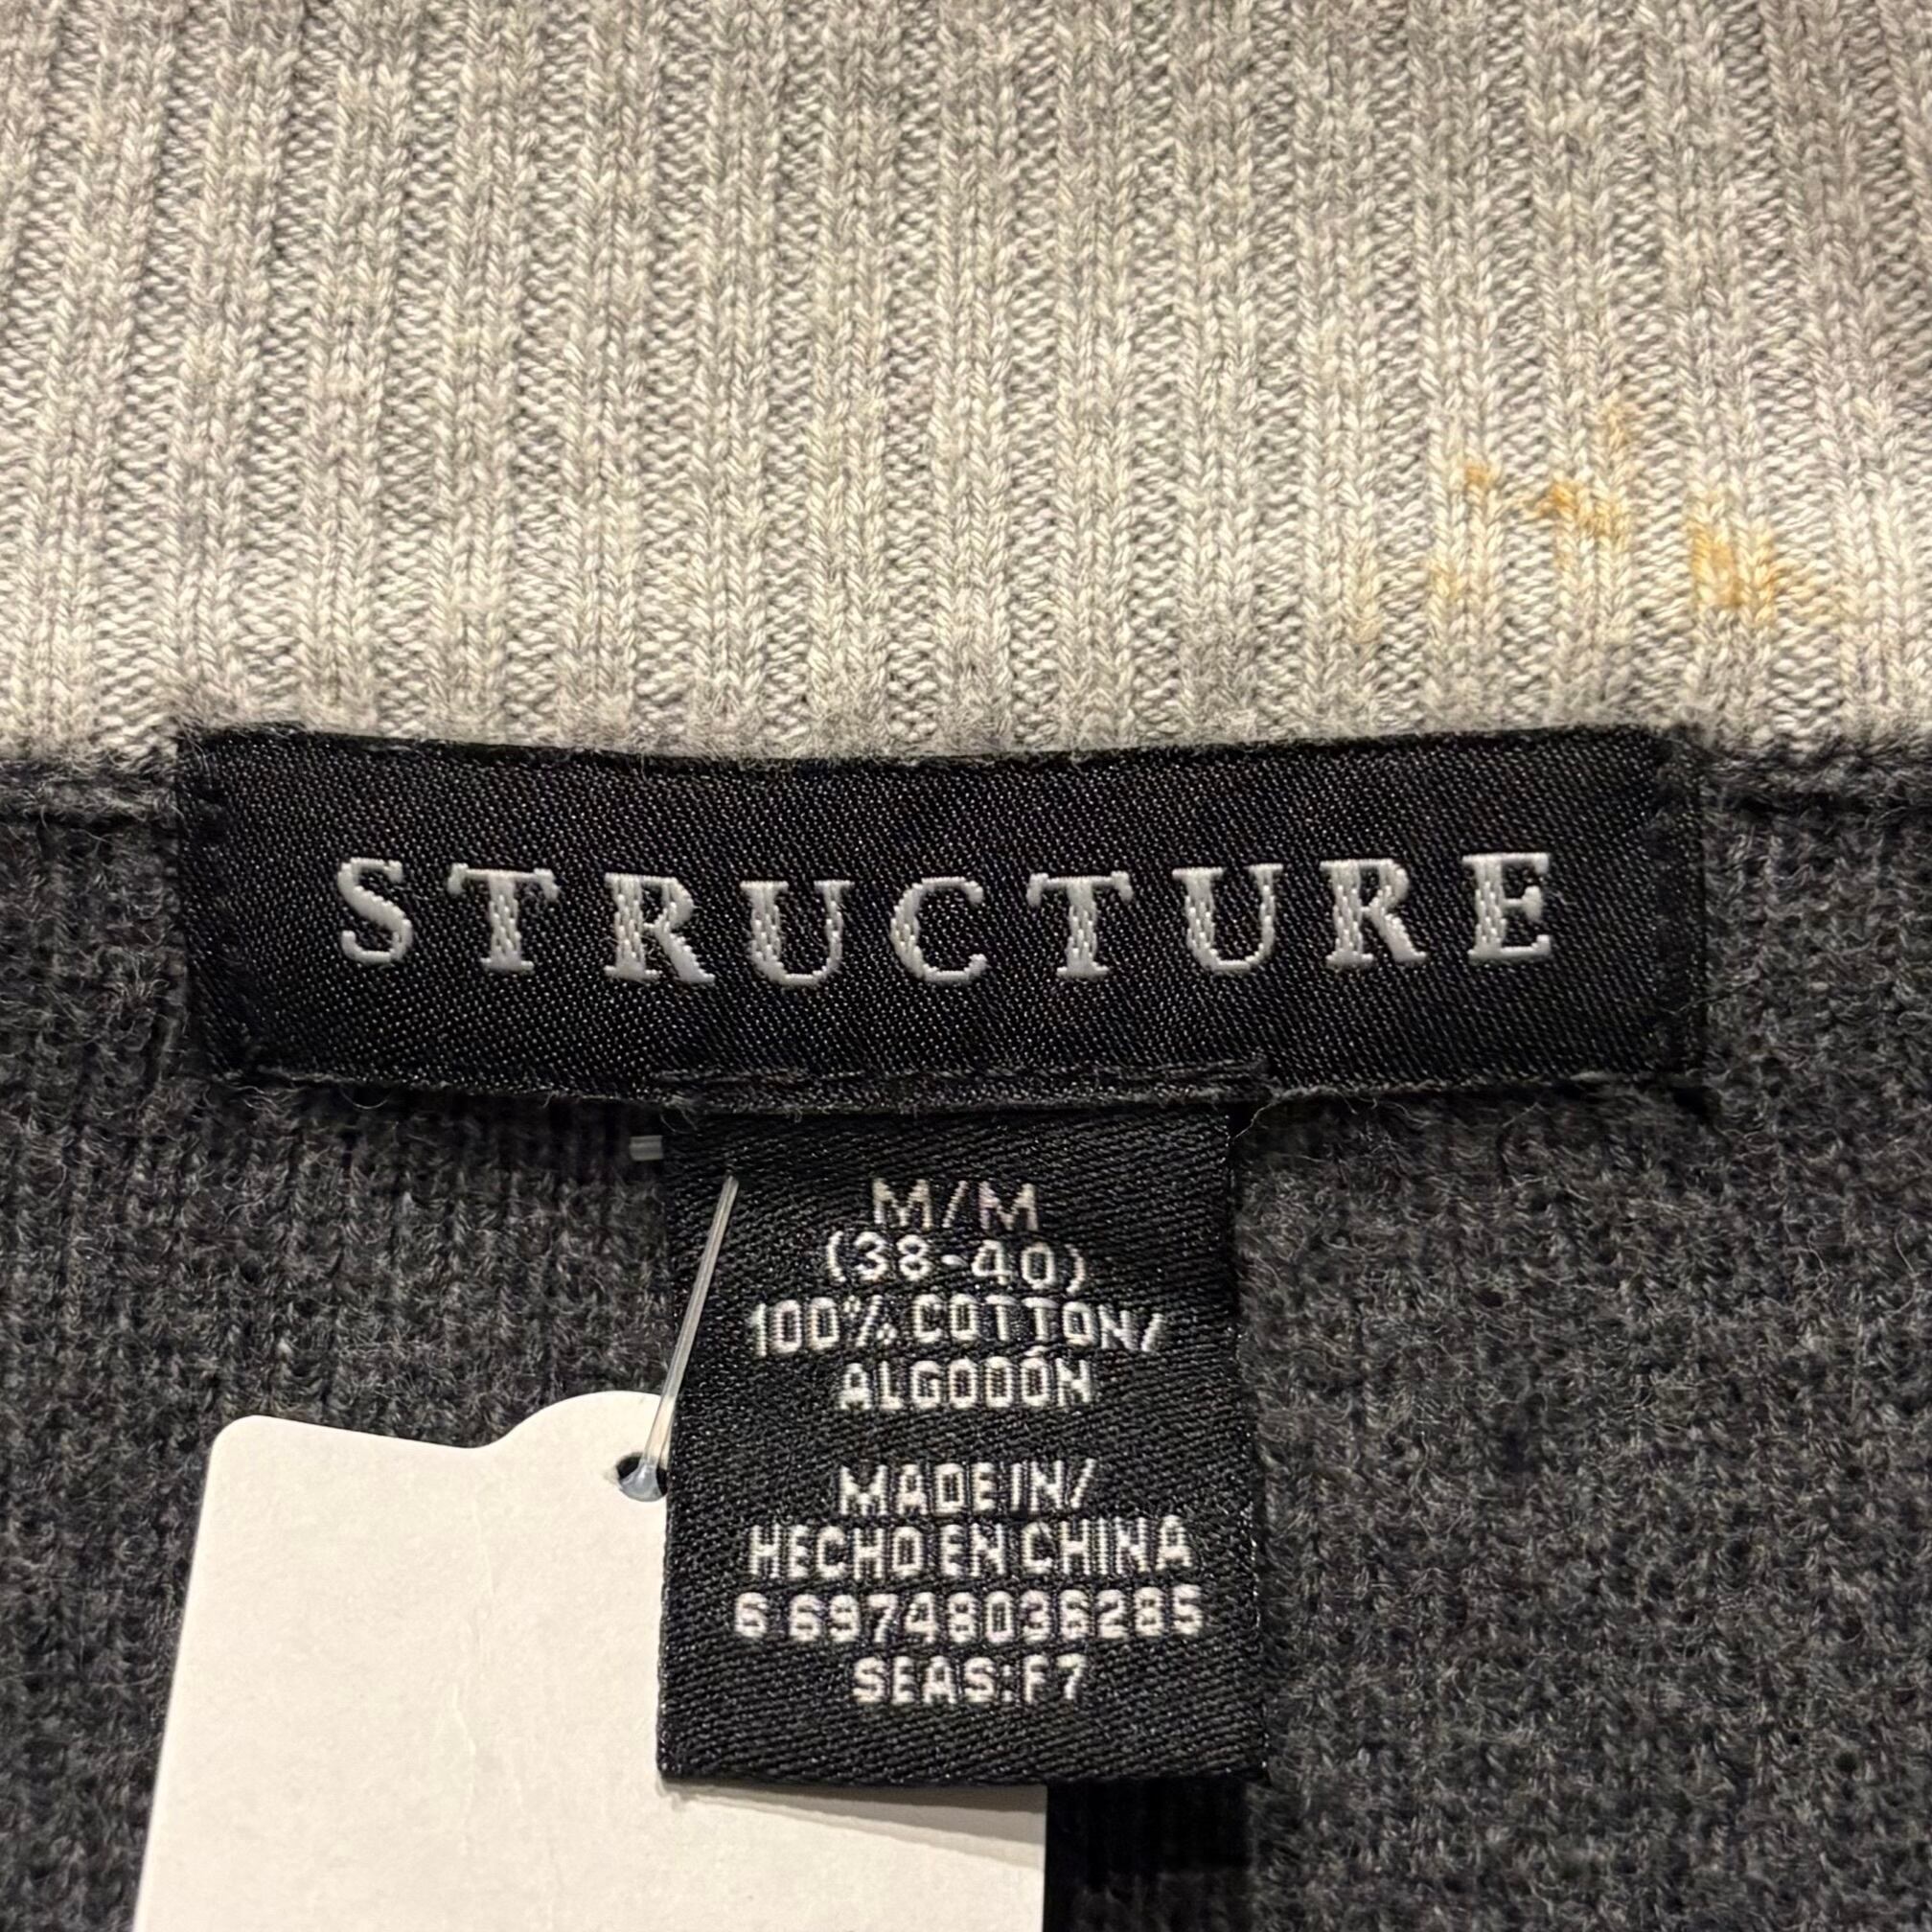 STRUCTURE
M/M
(38-40)
100% COTTON/
ALGODÓN
MADE IN/
HECHO EN CHINA
6 69748036285
SEAS:F7